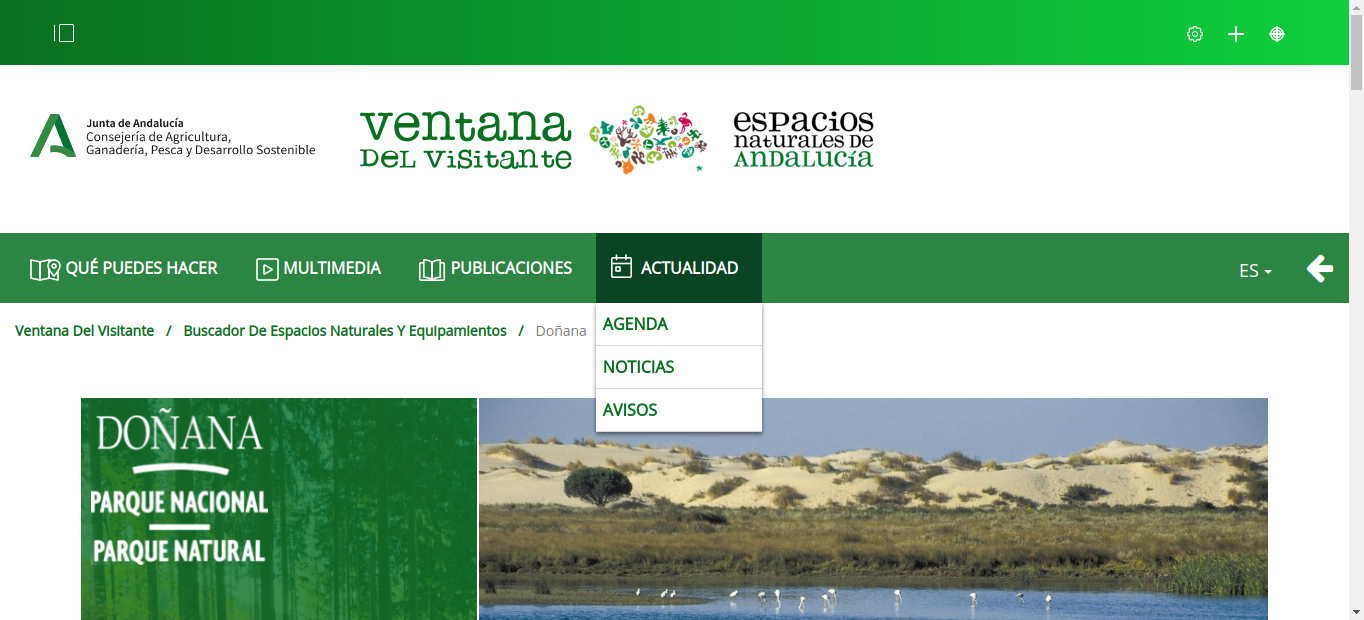 Junta de Andalucía
Consejería de Agricultura,
Ganadería, Pesca y Desarrollo Sostenible
ventana
DEL VISITANTE
espacios
naturales DE
ANDALUCÍA
QUÉ PUEDES HACER
MULTIMEDIA
PUBLICACIONES
ACTUALIDAD
ES
Ventana Del Visitante / Buscador De Espacios Naturales Y Equipamientos / Doñana
AGENDA
NOTICIAS
AVISOS
DOÑANA
PARQUE NACIONAL
PARQUE NATURAL